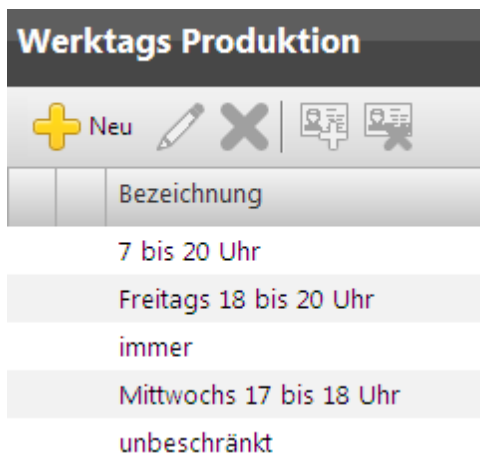 Werktags Produktion
Neu
Bezeichnung
7 bis 20 Uhr
Freitags 18 bis 20 Uhr
immer
Mittwochs 17 bis 18 Uhr
unbeschränkt